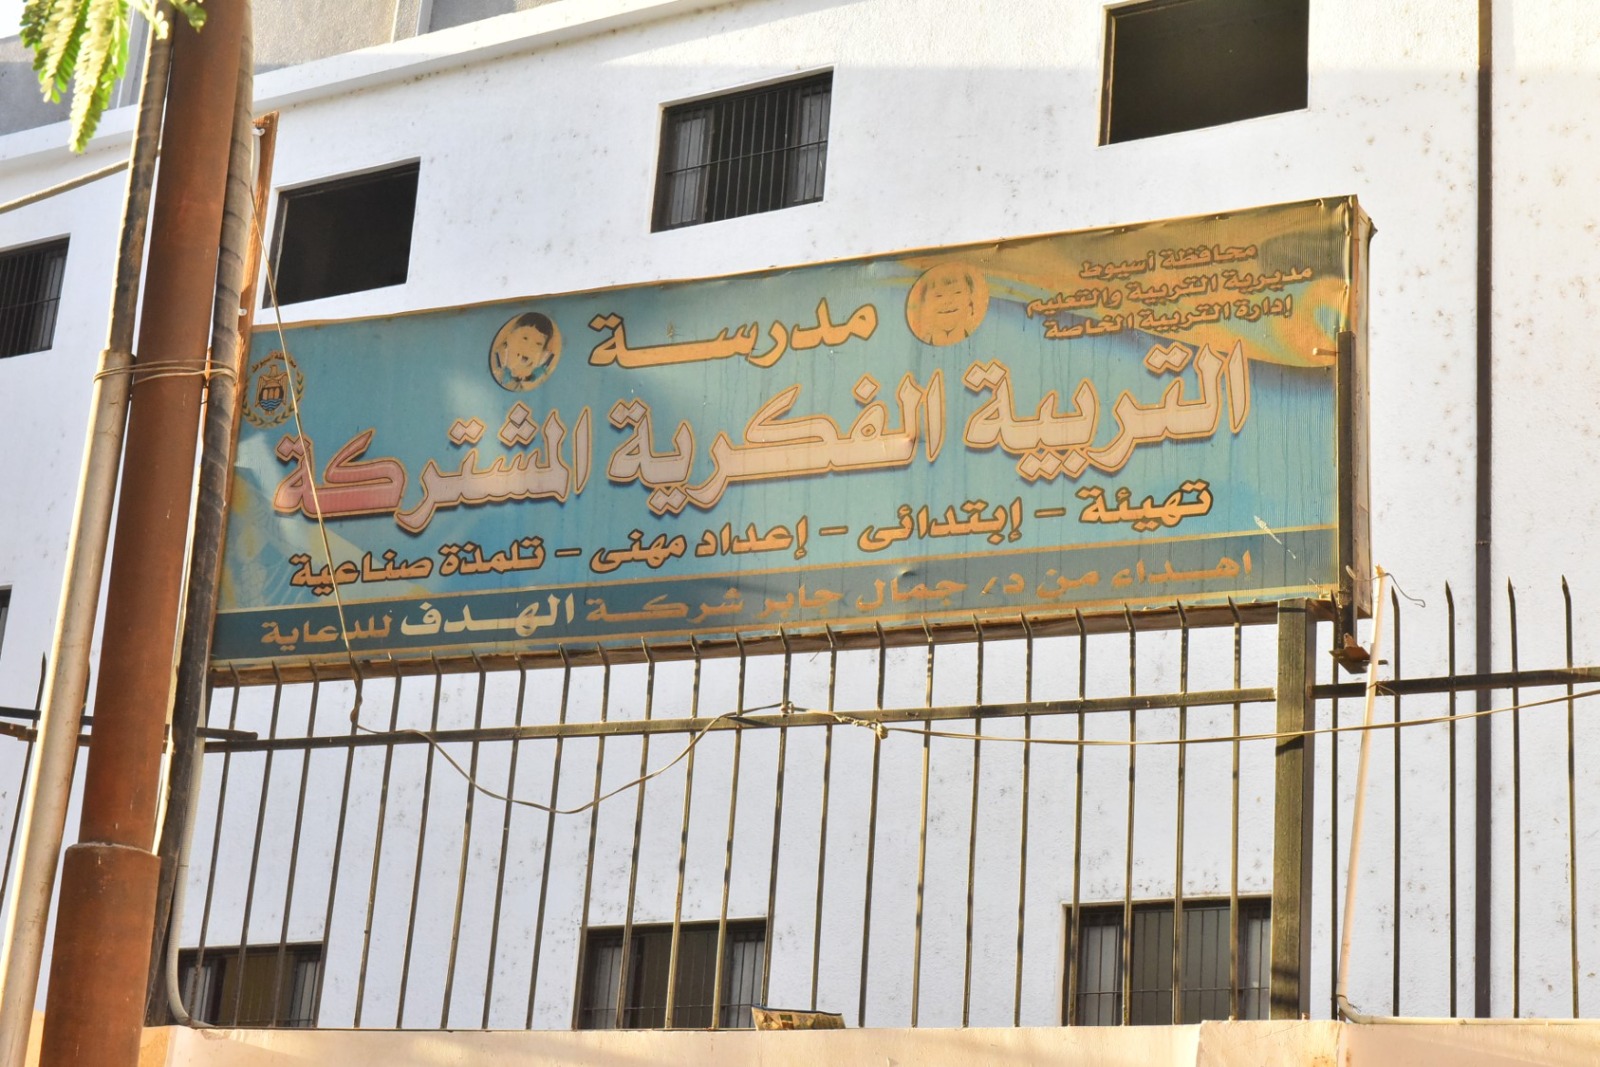 محافظة أسيوط
مديرية التربية والتعليم
إدارة التربية الخاصة
مدرسة
التربية الفكرية المشتركة
تهيئة - إبتدائى - إعداد مهنى - تلمذة صناعية
اهداء من د/ جمال جابر شركة الهدف للدعاية